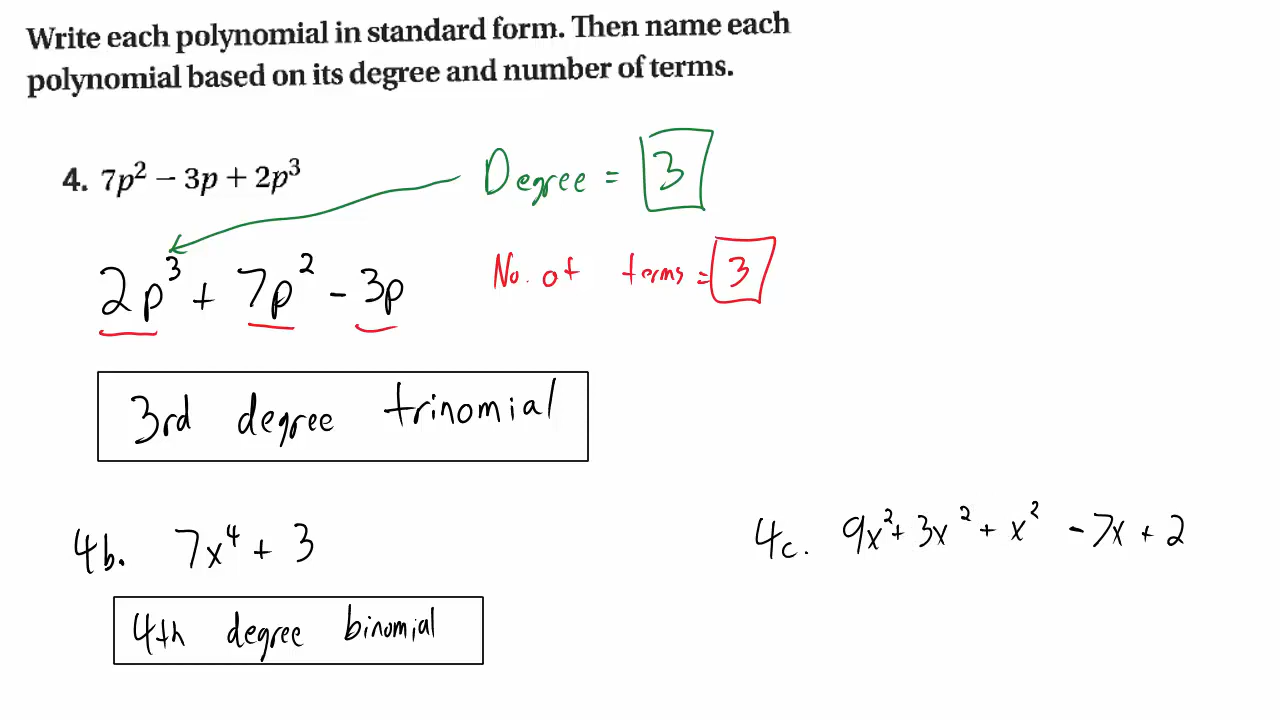 Write each polynomial in standard form. Then name each
polynomial based on its degree and number of terms.
4. 7p² − 3p + 2p³
Degree = 3
2p³ + 7p² - 3p
No. of terms = 3
3rd degree trinomial
4b. 7x⁴ + 3
4c. 9x² + 3x² + x² - 7x + 2
4th degree binomial